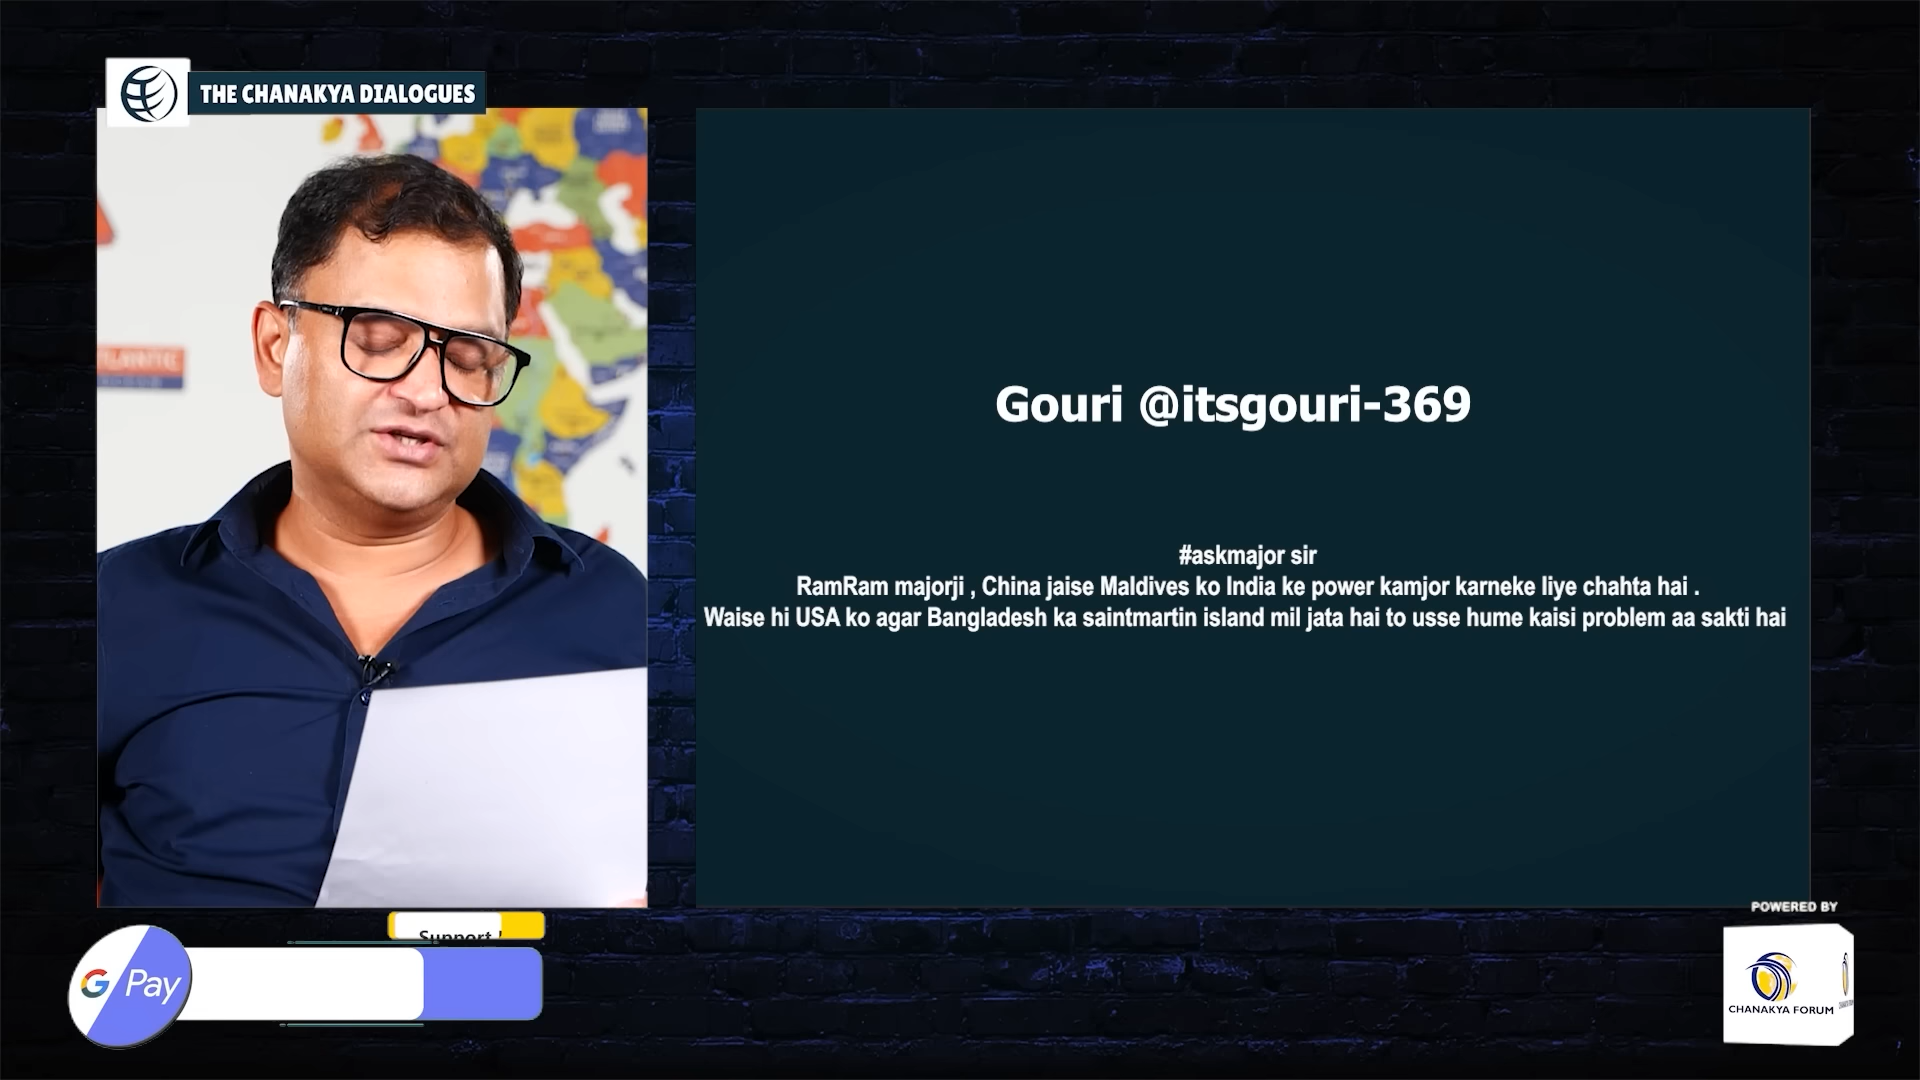 THE CHANAKYA DIALOGUES
Gouri @itsgouri-369
#askmajor sir
RamRam majorji , China jaise Maldives ko India ke power kamjor karneke liye chahta hai .
Waise hi USA ko agar Bangladesh ka saintmartin island mil jata hai to usse hume kaisi problem aa sakti hai
POWERED BY
CHANAKYA FORUM
Support
G Pay